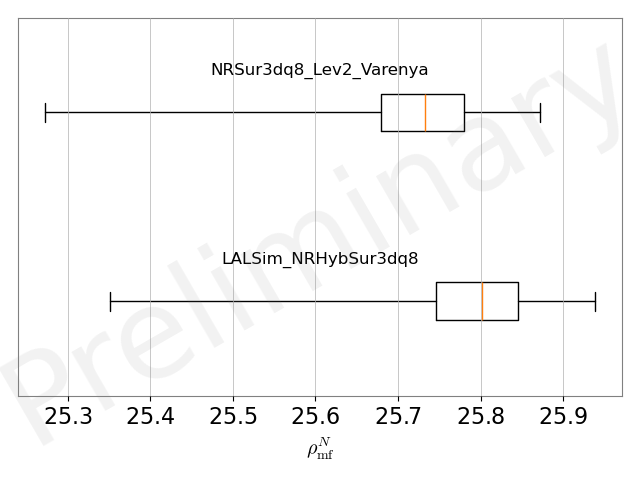 NRSur3dq8_Lev2_Varenya
LALSim_NRHybSur3dq8
Preliminary
25.3 25.4 25.5 25.6 25.7 25.8 25.9
ρ_mf^N